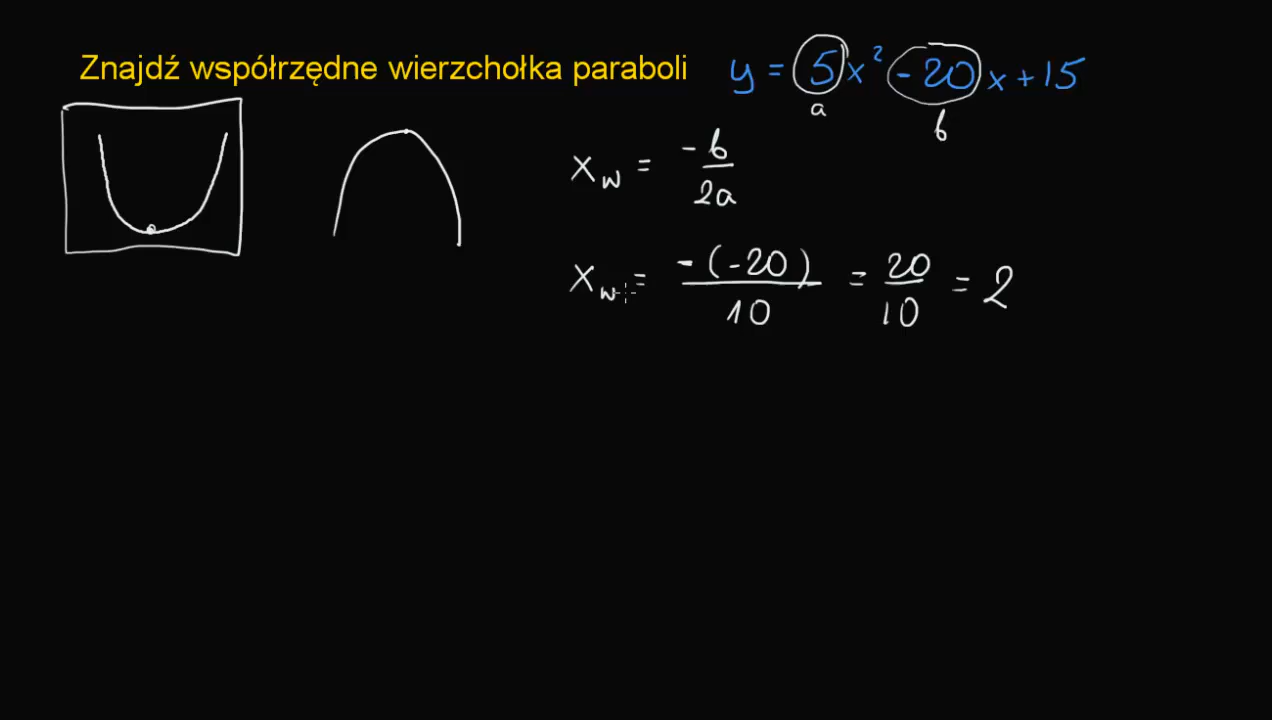 Znajdź współrzędne wierzchołka paraboli y = 5x² - 20x + 15
a b
x_w = -b/2a
x_w = -(-20)/10 = 20/10 = 2